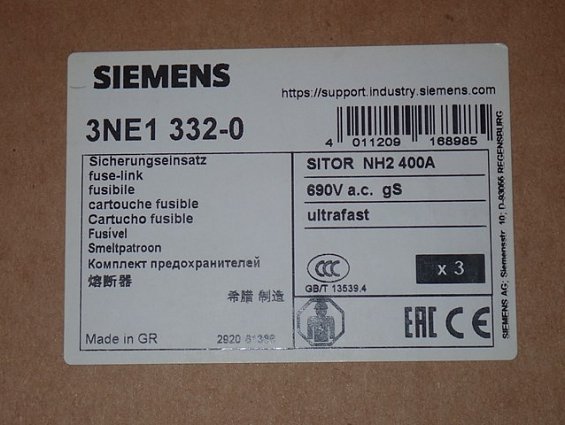 SIEMENS
https://support.industry.siemens.com
3NE1 332-0
4 011209 168985
Sicherungseinsatz
fuse-link
fusibile
cartouche fusible
Cartucho fusible
Fusível
Smeltpatroon
Комплект предохранителей
熔断器
希腊 制造
Made in GR
SITOR NH2 400A
690V a.c. gS
ultrafast
CCC
GB/T 13539.4
x 3
EAC CE
SIEMENS AG; Siemensstr. 10; D-93055 REGENSBURG